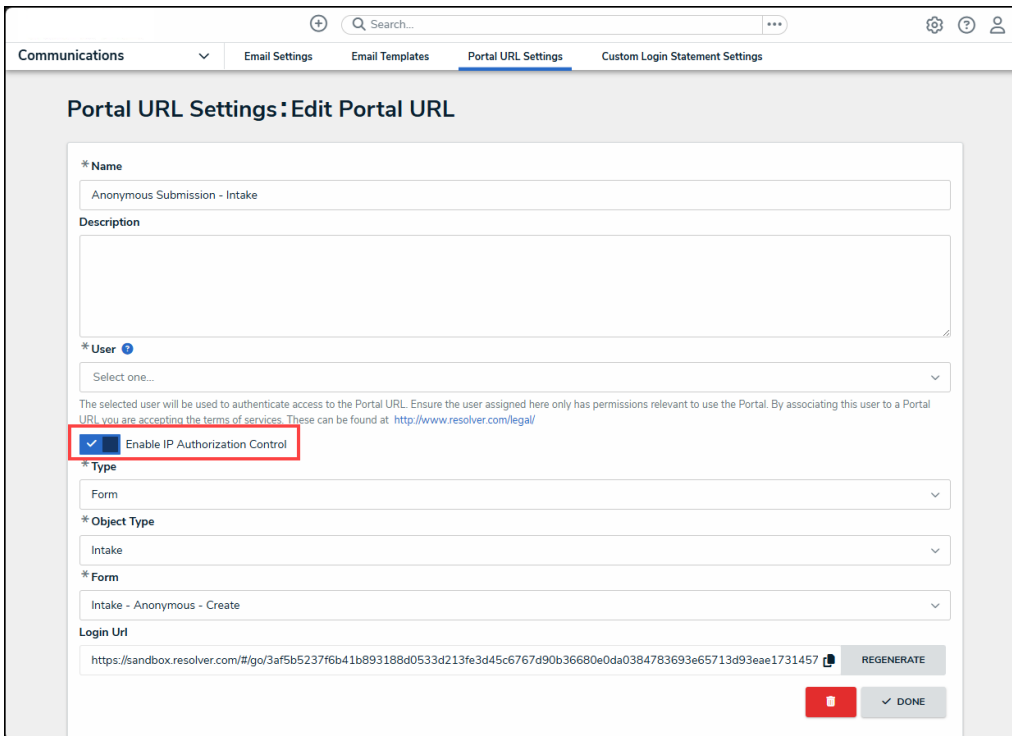 Search...
Communications
Email Settings
Email Templates
Portal URL Settings
Custom Login Statement Settings
Portal URL Settings: Edit Portal URL
* Name
Anonymous Submission - Intake
Description
* User ?
Select one...
The selected user will be used to authenticate access to the Portal URL. Ensure the user assigned here only has permissions relevant to use the Portal. By associating this user to a Portal
URL you are accepting the terms of services. These can be found at http://www.resolver.com/legal/
Enable IP Authorization Control
* Type
Form
* Object Type
Intake
* Form
Intake - Anonymous - Create
Login Url
https://sandbox.resolver.com/#/go/3af5b5237f6b41b893188d0533d213fe3d45c6767d90b36680e0da0384783693e65713d93eae1731457
REGENERATE
DONE